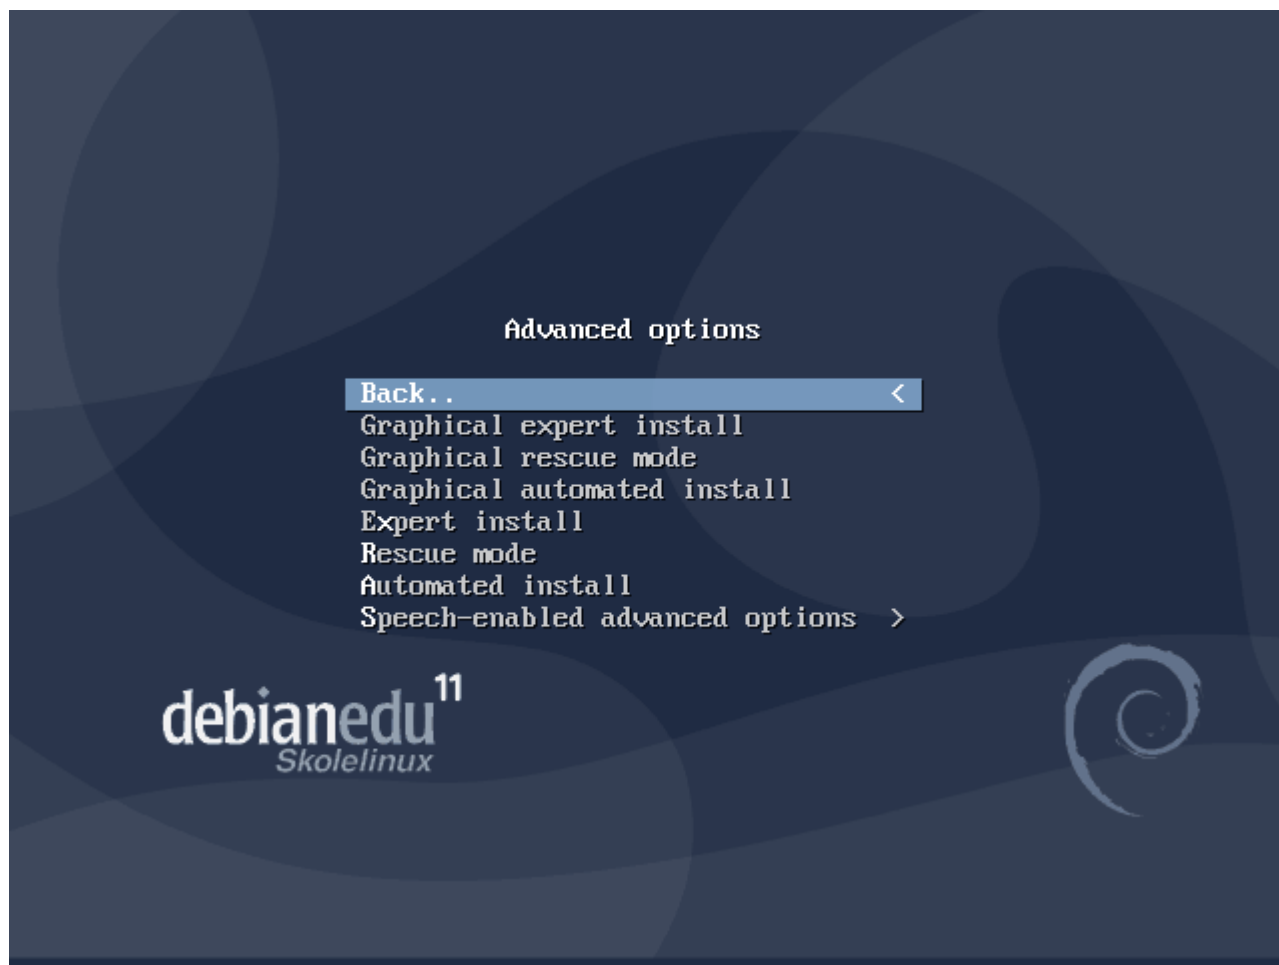 Advanced options
Back.. <
Graphical expert install
Graphical rescue mode
Graphical automated install
Expert install
Rescue mode
Automated install
Speech-enabled advanced options >
debianedu 11
Skolelinux